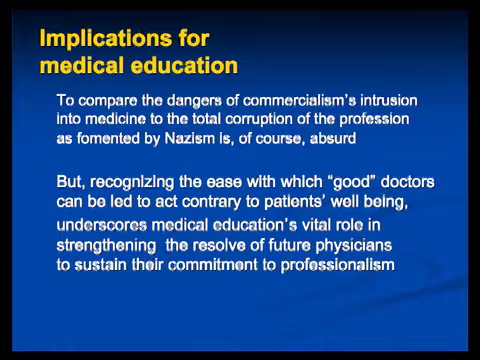 Implications for
medical education
To compare the dangers of commercialism's intrusion
into medicine to the total corruption of the profession
as fomented by Nazism is, of course, absurd
But, recognizing the ease with which "good" doctors
can be led to act contrary to patients' well being,
underscores medical education's vital role in
strengthening the resolve of future physicians
to sustain their commitment to professionalism